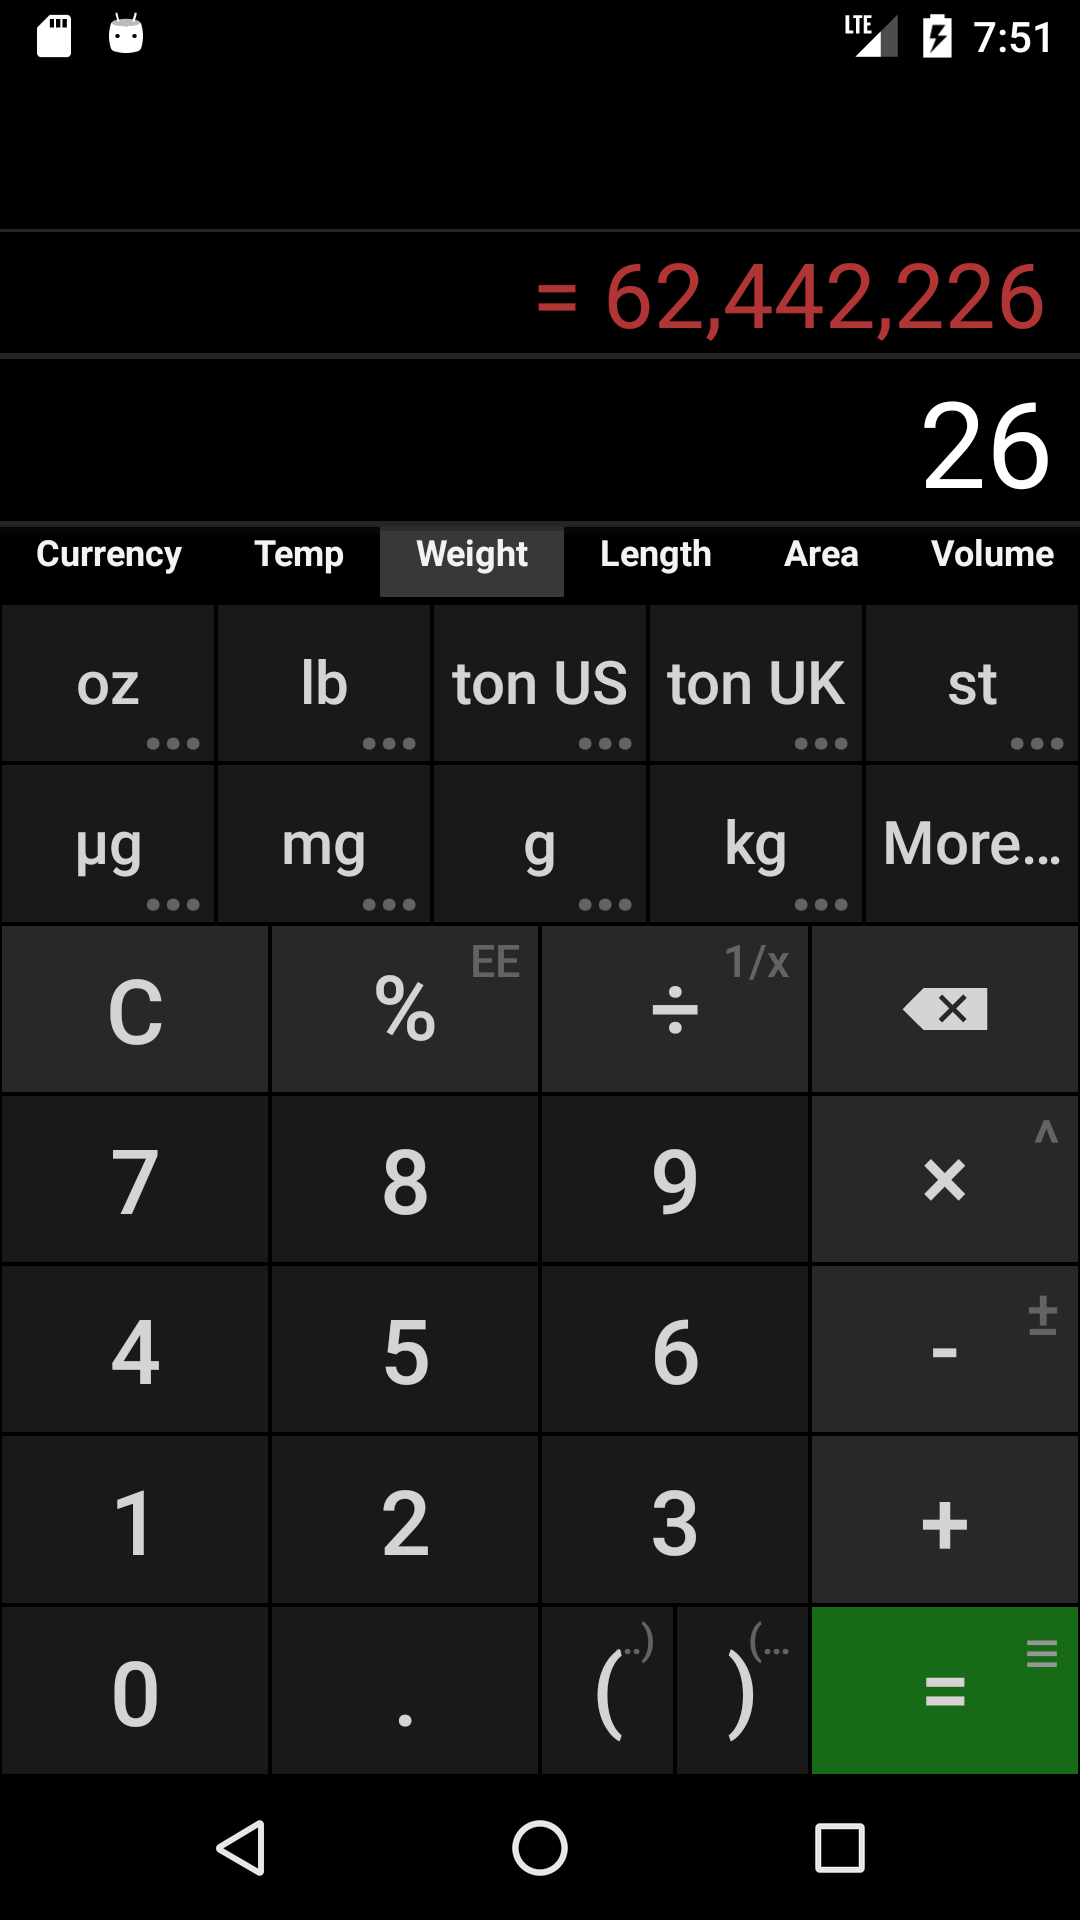 LTE 7:51
= 62,442,226
26
Currency Temp Weight Length Area Volume
oz lb ton US ton UK st
µg mg g kg More...
C % EE ÷ 1/x
7 8 9 × ^
4 5 6 - ±
1 2 3 +
0 . ( ..) ) (... =